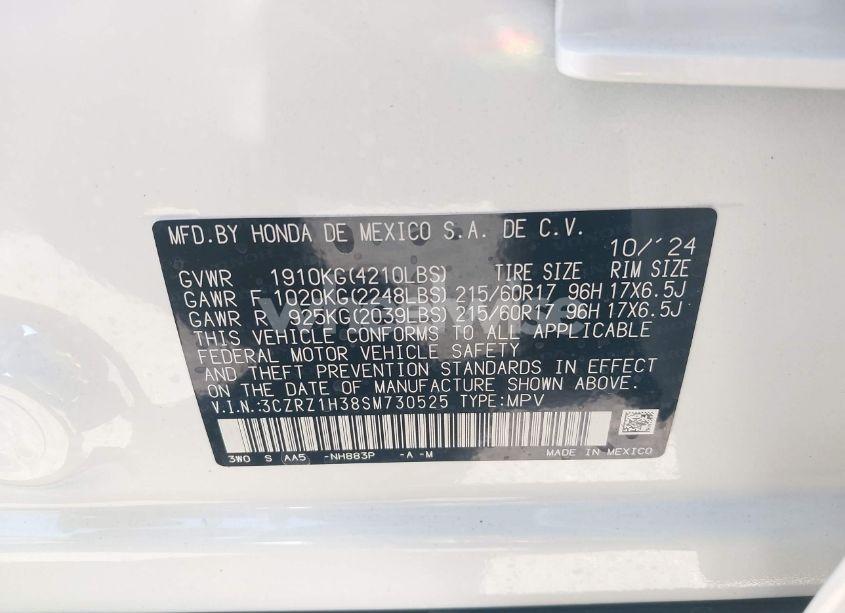 MFD.BY HONDA DE MEXICO S.A. DE C.V.
10/'24
GVWR 1910KG(4210LBS) TIRE SIZE RIM SIZE
GAWR F 1020KG(2248LBS) 215/60R17 96H 17X6.5J
GAWR R 925KG(2039LBS) 215/60R17 96H 17X6.5J
THIS VEHICLE CONFORMS TO ALL APPLICABLE
FEDERAL MOTOR VEHICLE SAFETY
AND THEFT PREVENTION STANDARDS IN EFFECT
ON THE DATE OF MANUFACTURE SHOWN ABOVE.
V.I.N.:3CZRZ1H38SM730525 TYPE:MPV
3W0 S AA5 -NH883P -A -M MADE IN MEXICO